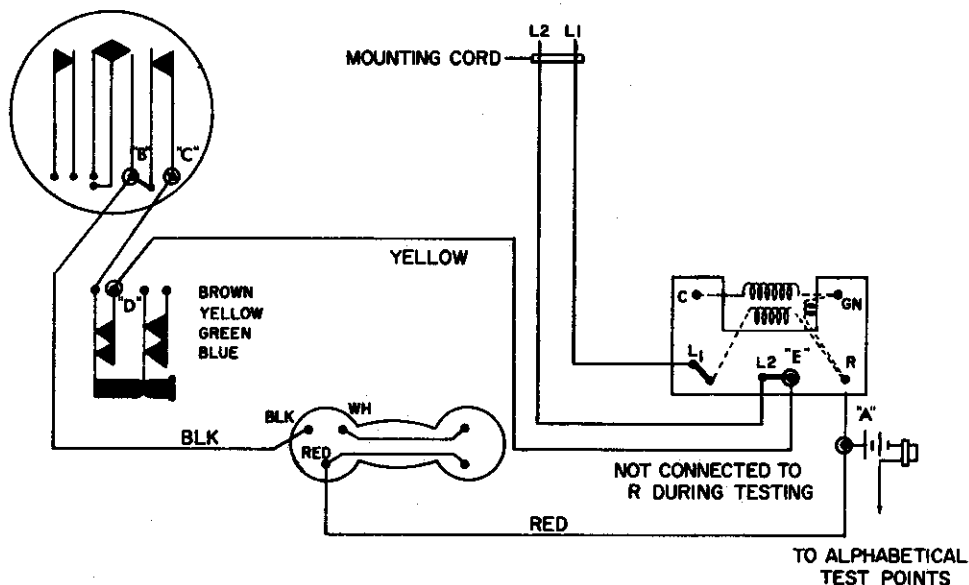 L2 L1
MOUNTING CORD
"B" "C"
YELLOW
"D"
BROWN
YELLOW
GREEN
BLUE
C
GN
L1
L2 "E"
R
"A"
BLK
WH
RED
BLK
NOT CONNECTED TO
R DURING TESTING
RED
TO ALPHABETICAL
TEST POINTS